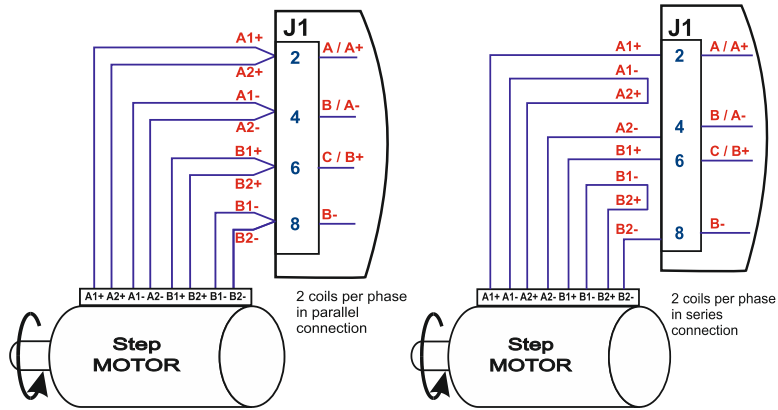 J1
A1+
A2+
2
A / A+
A1-
A2-
4
B / A-
B1+
B2+
6
C / B+
B1-
B2-
8
B-
A1+ A2+ A1- A2- B1+ B2+ B1- B2-
2 coils per phase
in parallel
connection
Step
MOTOR
J1
A1+
2
A / A+
A1-
A2+
A2-
4
B / A-
B1+
6
C / B+
B1-
B2+
B2-
8
B-
A1+ A1- A2+ A2- B1+ B1- B2+ B2-
2 coils per phase
in series
connection
Step
MOTOR